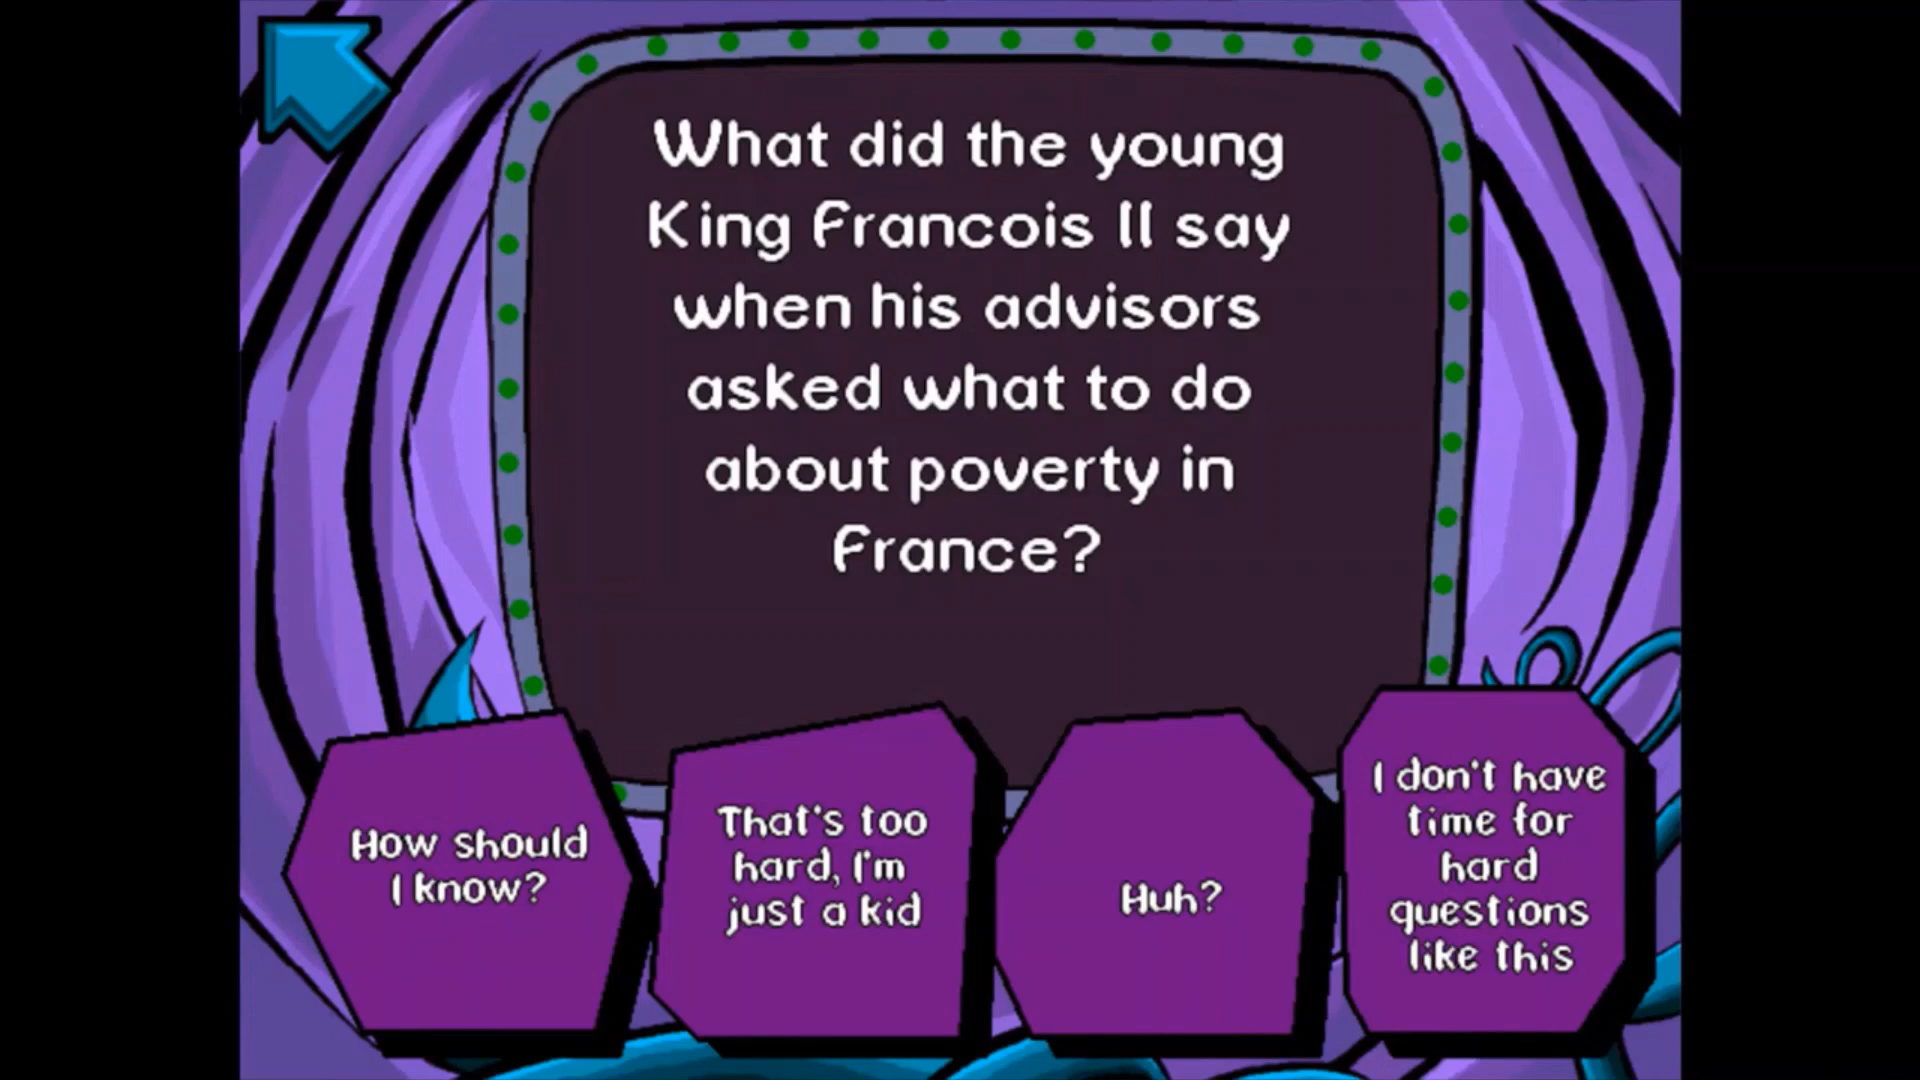 What did the young
King Francois II say
when his advisors
asked what to do
about poverty in
France?
How should
I know?
That's too
hard, I'm
just a kid
Huh?
I don't have
time for
hard
questions
like this